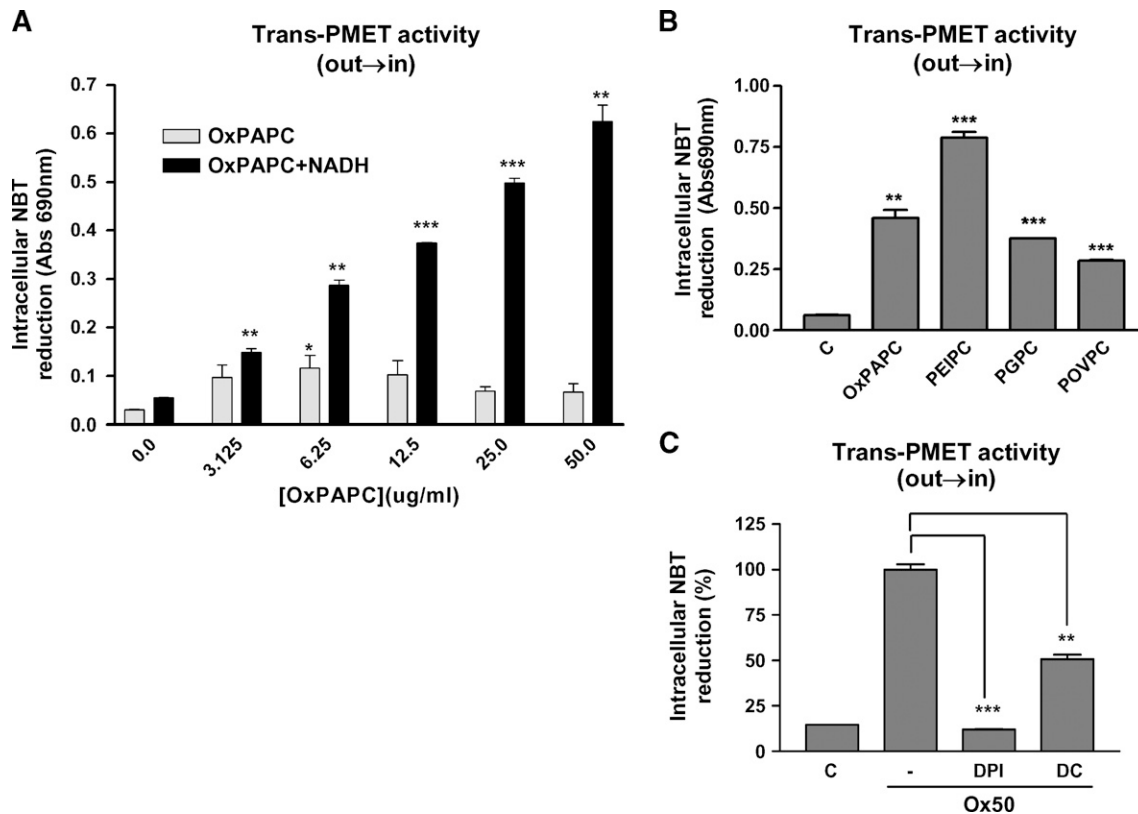 A
Trans-PMET activity
(out→in)
Intracellular NBT
reduction (Abs 690nm)
0.7
0.6
0.5
0.4
0.3
0.2
0.1
0.0
OxPAPC
OxPAPC+NADH
**
*
**
***
***
**
0.0
3.125
6.25
12.5
25.0
50.0
[OxPAPC](ug/ml)
B
Trans-PMET activity
(out→in)
Intracellular NBT
reduction (Abs690nm)
1.00
0.75
0.50
0.25
0.00
**
***
***
***
C
OxPAPC
PEIPC
PGPC
POVPC
C
Trans-PMET activity
(out→in)
Intracellular NBT
reduction (%)
125
100
75
50
25
0
***
**
C
-
DPI
DC
Ox50